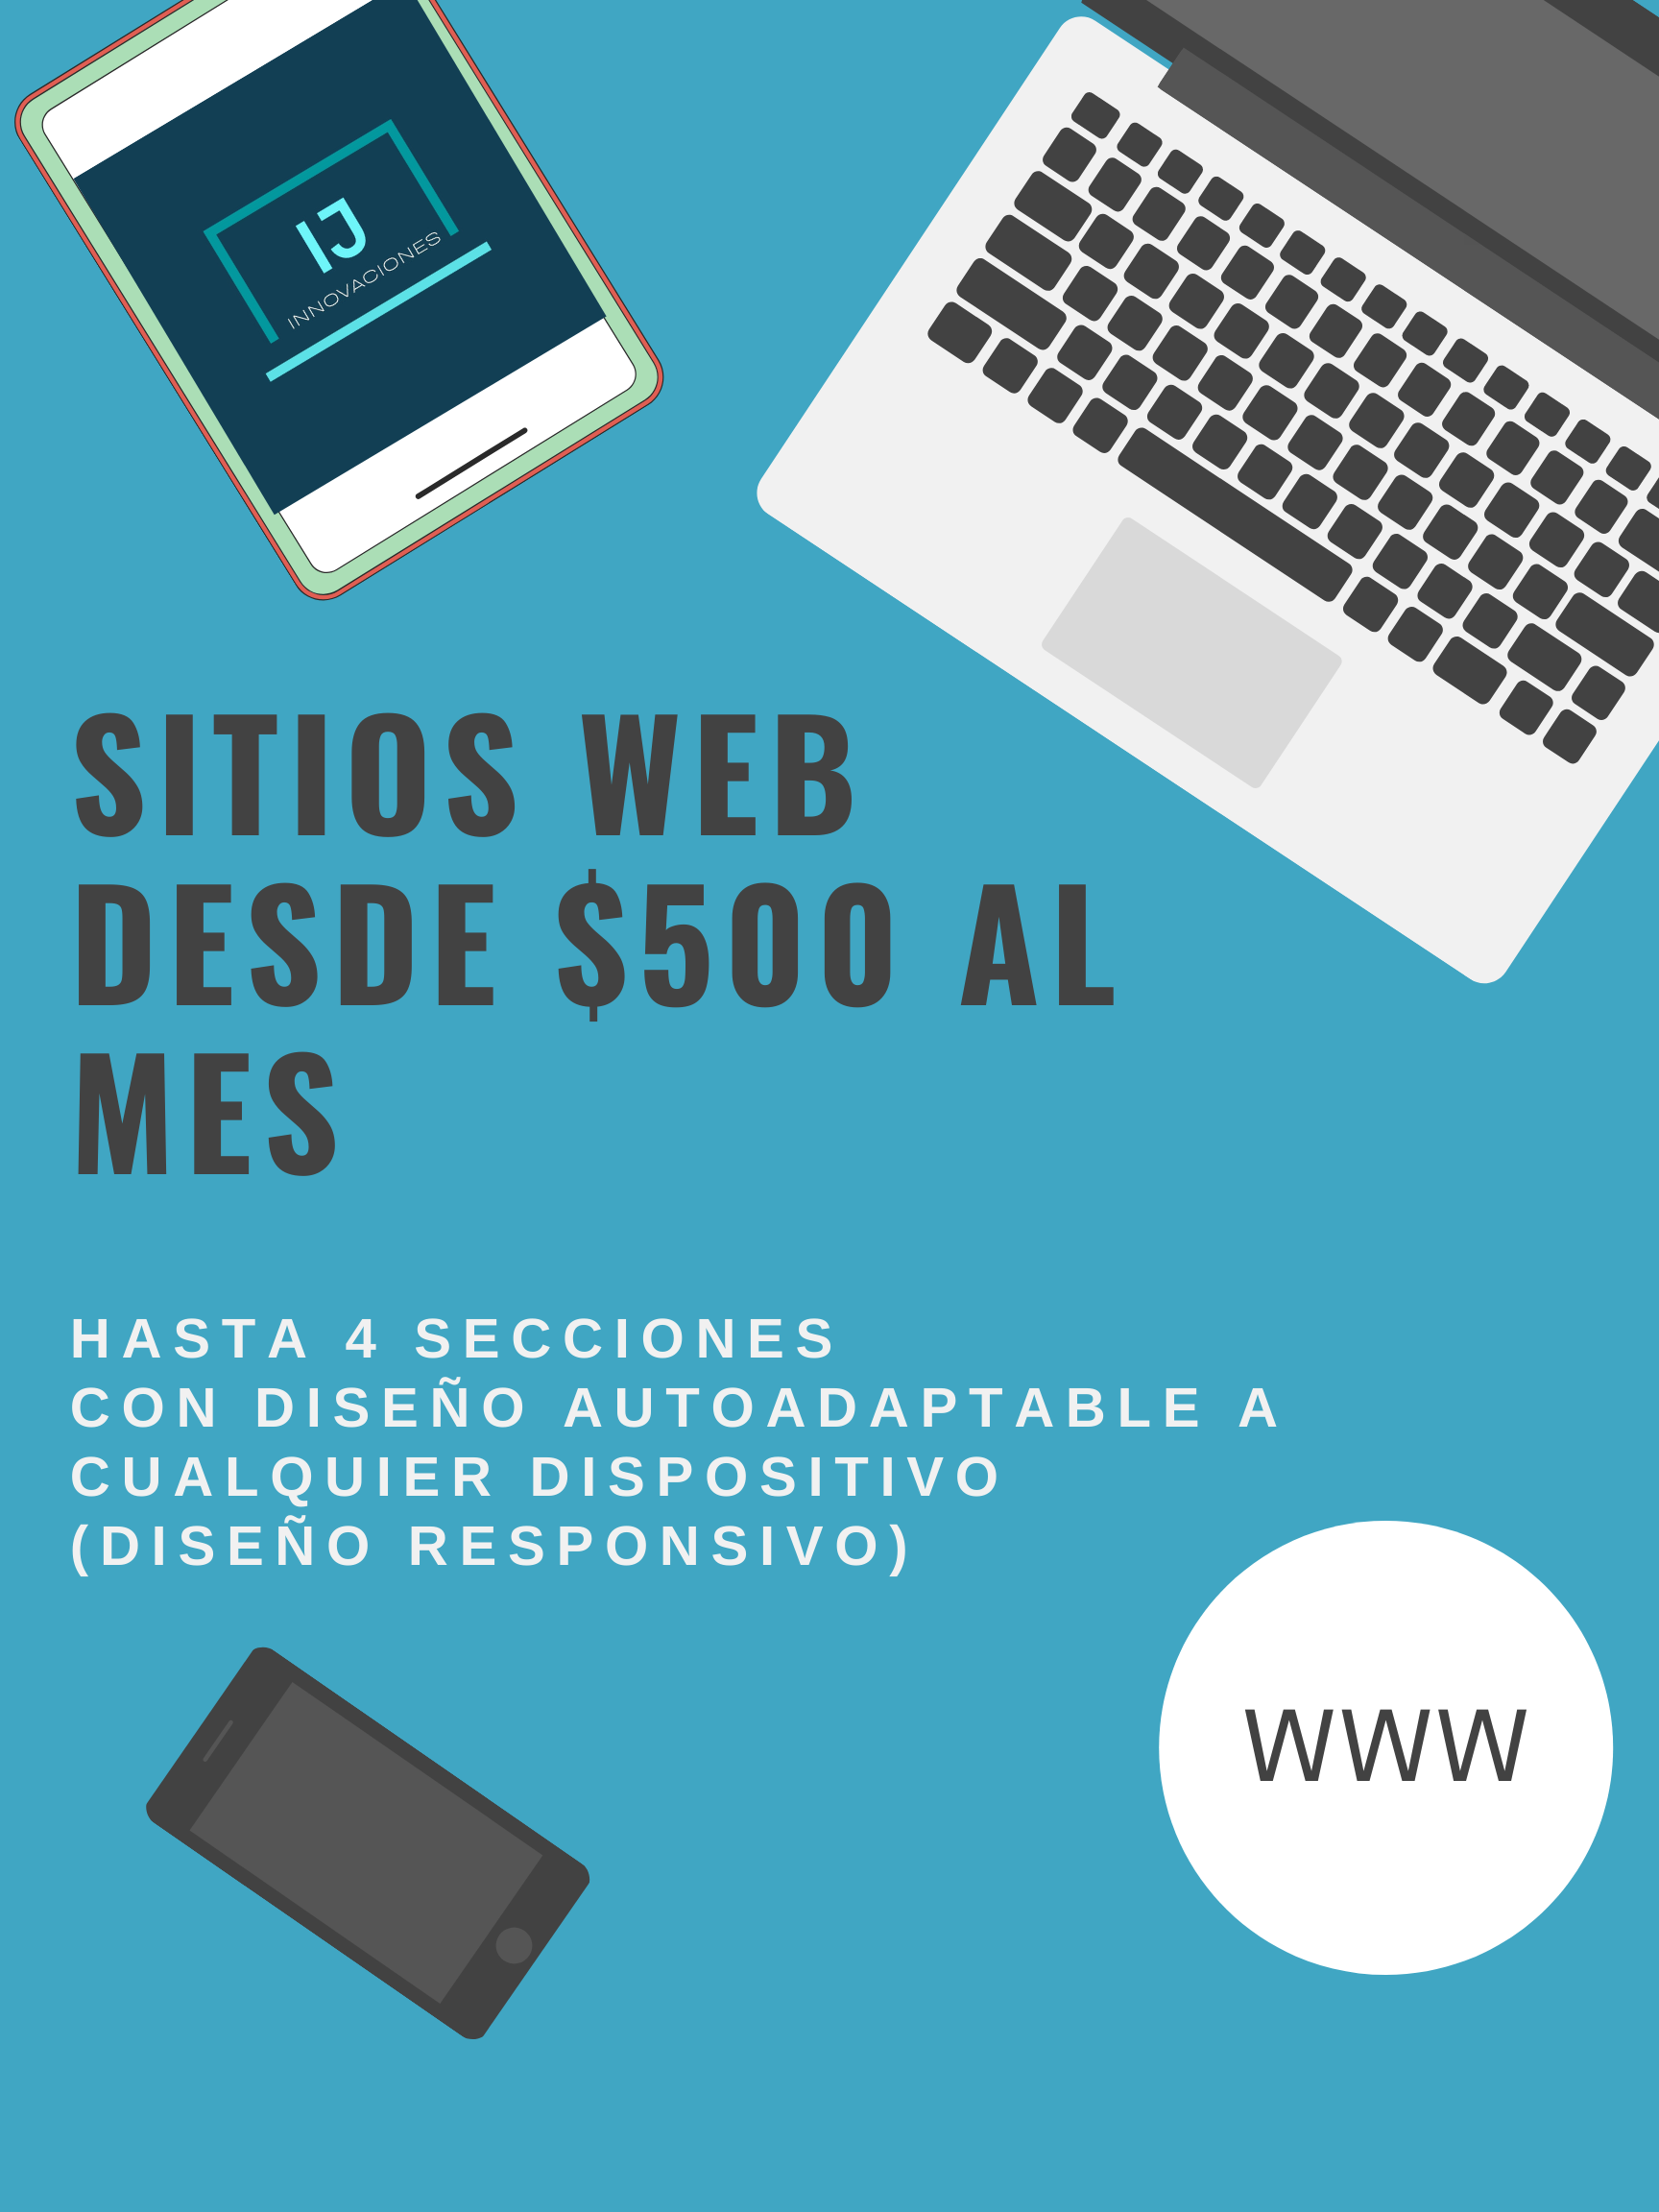 IJ
INNOVACIONES
SITIOS WEB
DESDE $500 AL
MES
HASTA 4 SECCIONES
CON DISEÑO AUTOADAPTABLE A
CUALQUIER DISPOSITIVO
(DISEÑO RESPONSIVO)
WWW